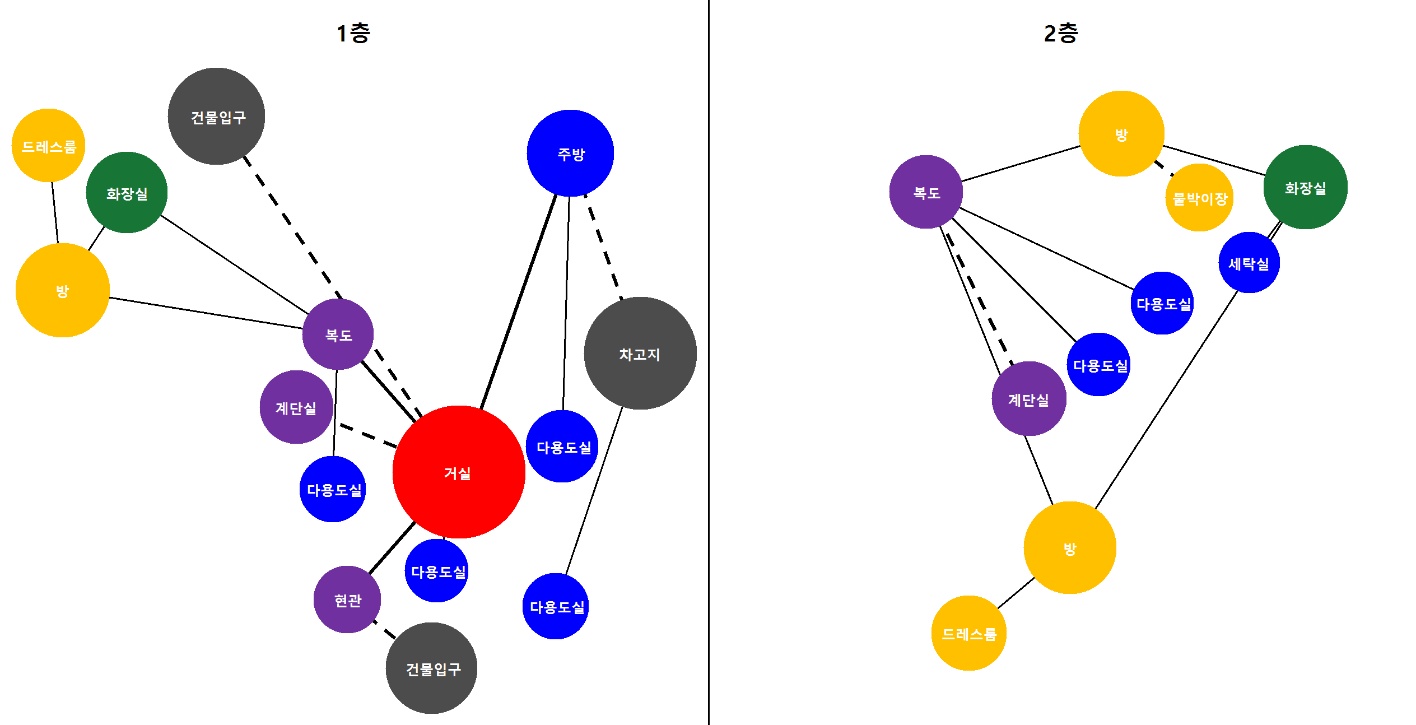 1층
건물입구
드레스룸
화장실
주방
방
복도
차고지
계단실
다용도실
거실
다용도실
다용도실
현관
다용도실
건물입구
2층
방
복도
화장실
붙박이장
세탁실
다용도실
다용도실
계단실
방
드레스룸